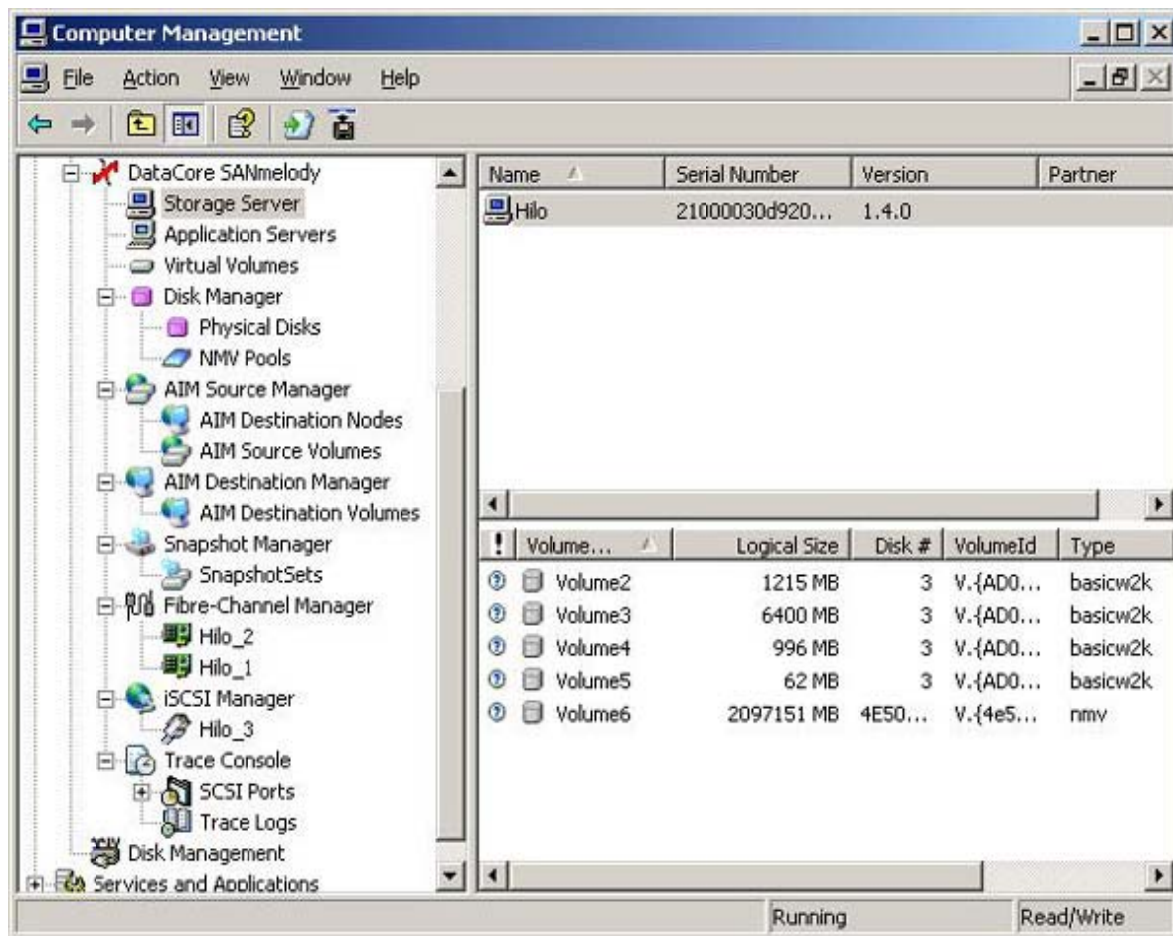 Computer Management
File Action View Window Help
DataCore SANmelody
Storage Server
Application Servers
Virtual Volumes
Disk Manager
Physical Disks
NMV Pools
AIM Source Manager
AIM Destination Nodes
AIM Source Volumes
AIM Destination Manager
AIM Destination Volumes
Snapshot Manager
SnapshotSets
Fibre-Channel Manager
Hilo_2
Hilo_1
iSCSI Manager
Hilo_3
Trace Console
SCSI Ports
Trace Logs
Disk Management
Services and Applications
Name Serial Number Version Partner
Hilo 21000030d920... 1.4.0
! Volume... Logical Size Disk # VolumeId Type
Volume2 1215 MB 3 V.{AD0... basicw2k
Volume3 6400 MB 3 V.{AD0... basicw2k
Volume4 996 MB 3 V.{AD0... basicw2k
Volume5 62 MB 3 V.{AD0... basicw2k
Volume6 2097151 MB 4E50... V.{4e5... nmv
Running Read/Write